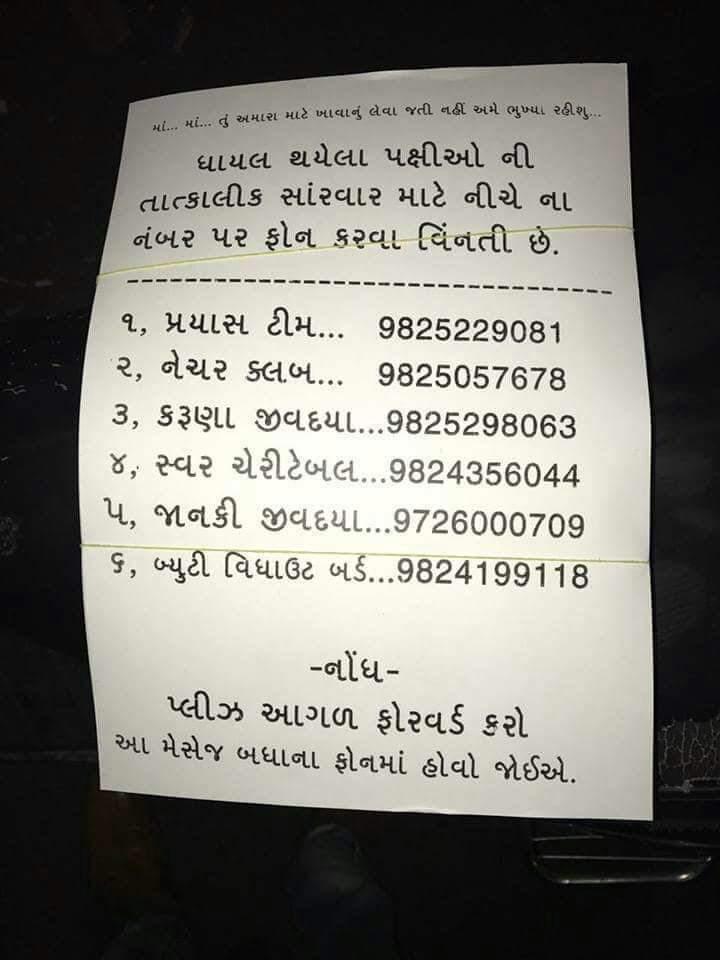 માં... માં... તું અમારા માટે ખાવાનું લેવા જતી નહીં અમે ભુખ્યા રહીશુ...
ધાયલ થયેલા પક્ષીઓ ની
તાત્કાલીક સાંરવાર માટે નીચે ના
નંબર પર ફોન કરવા વિંનતી છે.
------------------------------------
૧, પ્રયાસ ટીમ... 9825229081
૨, નેચર ક્લબ... 9825057678
૩, કરૂણા જીવદયા...9825298063
૪, સ્વર ચેરીટેબલ...9824356044
૫, જાનકી જીવદયા...9726000709
૬, બ્યુટી વિધાઉટ બર્ડ...9824199118
-નોંધ-
પ્લીઝ આગળ ફોરવર્ડ કરો
આ મેસેજ બધાના ફોનમાં હોવો જોઈએ.